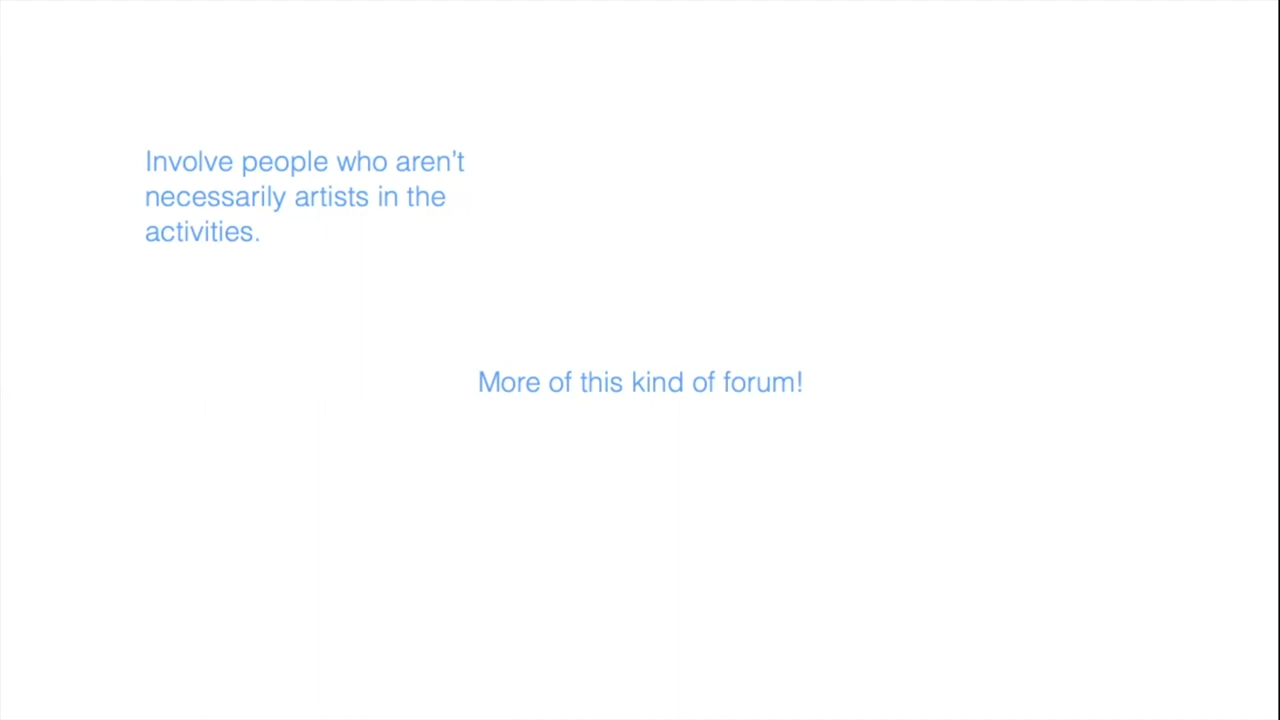 Involve people who aren't
necessarily artists in the
activities.
More of this kind of forum!